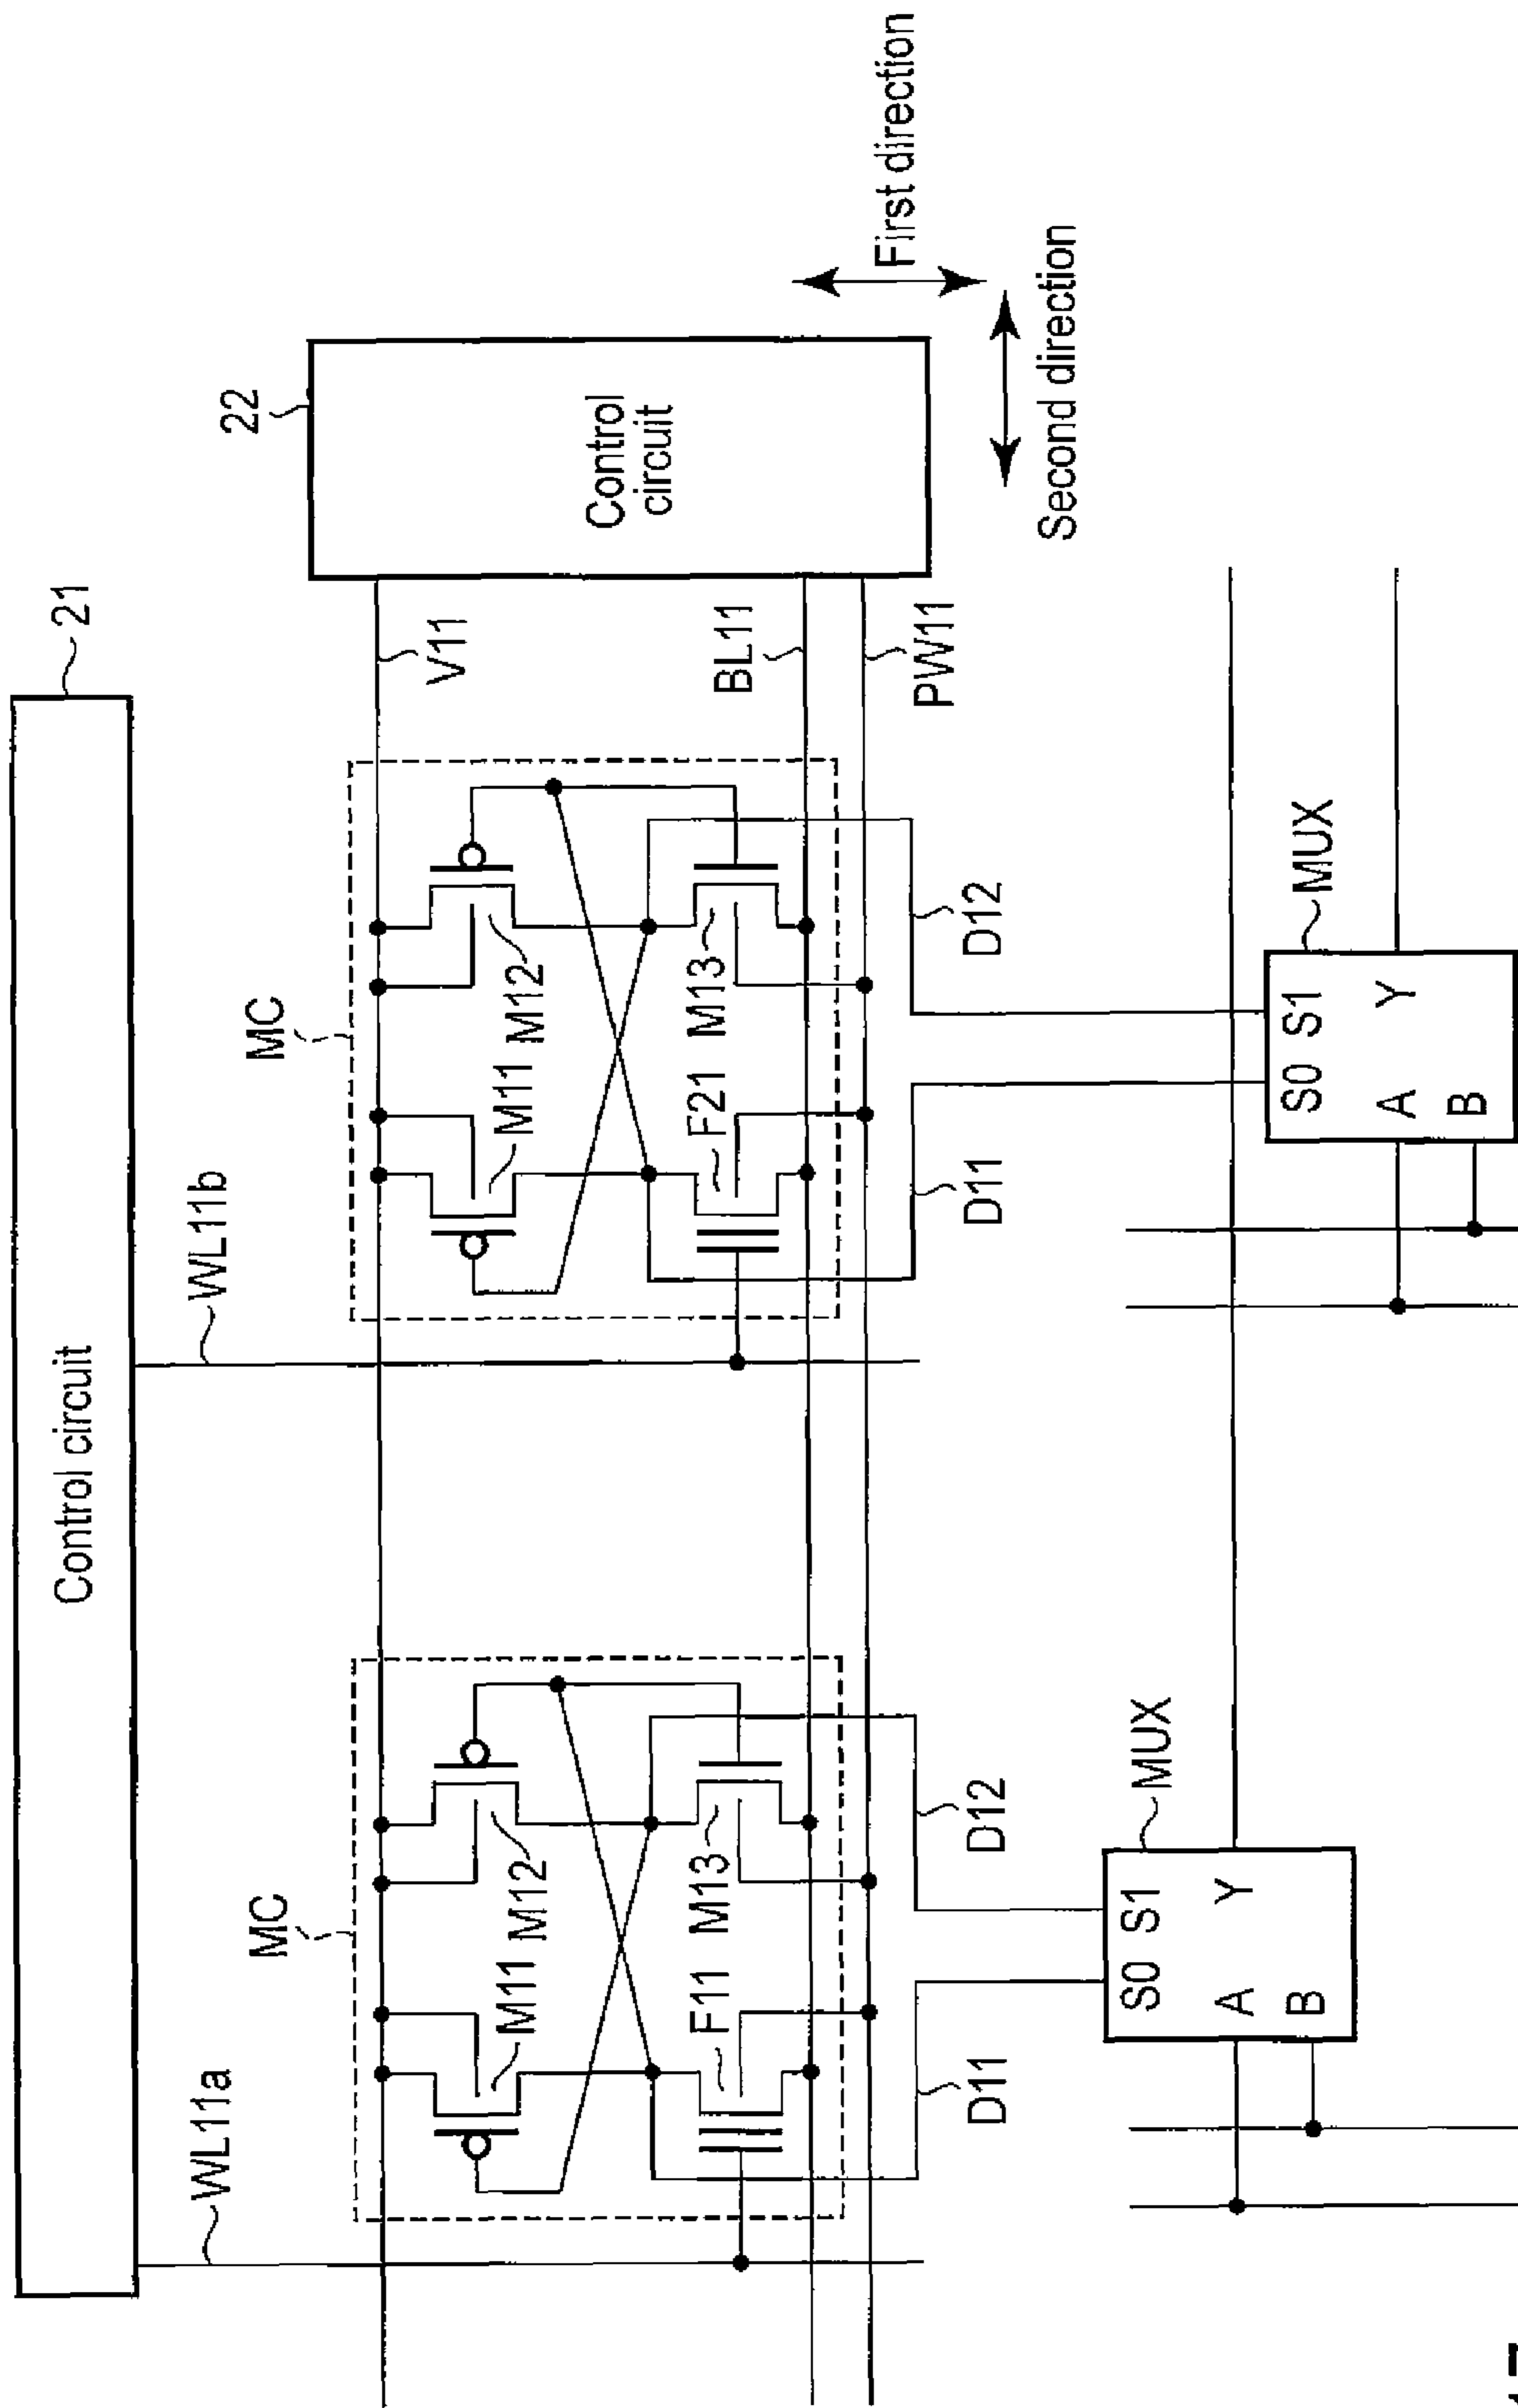 Control circuit
21
WL11a
WL11b
MC
MC
22
M11
M12
M11
M12
V11
Control
circuit
F11
M13
F21
M13
BL11
PW11
First direction
Second direction
D11
D12
D11
D12
MUX
S0 S1
A Y
B
MUX
S0 S1
A Y
B